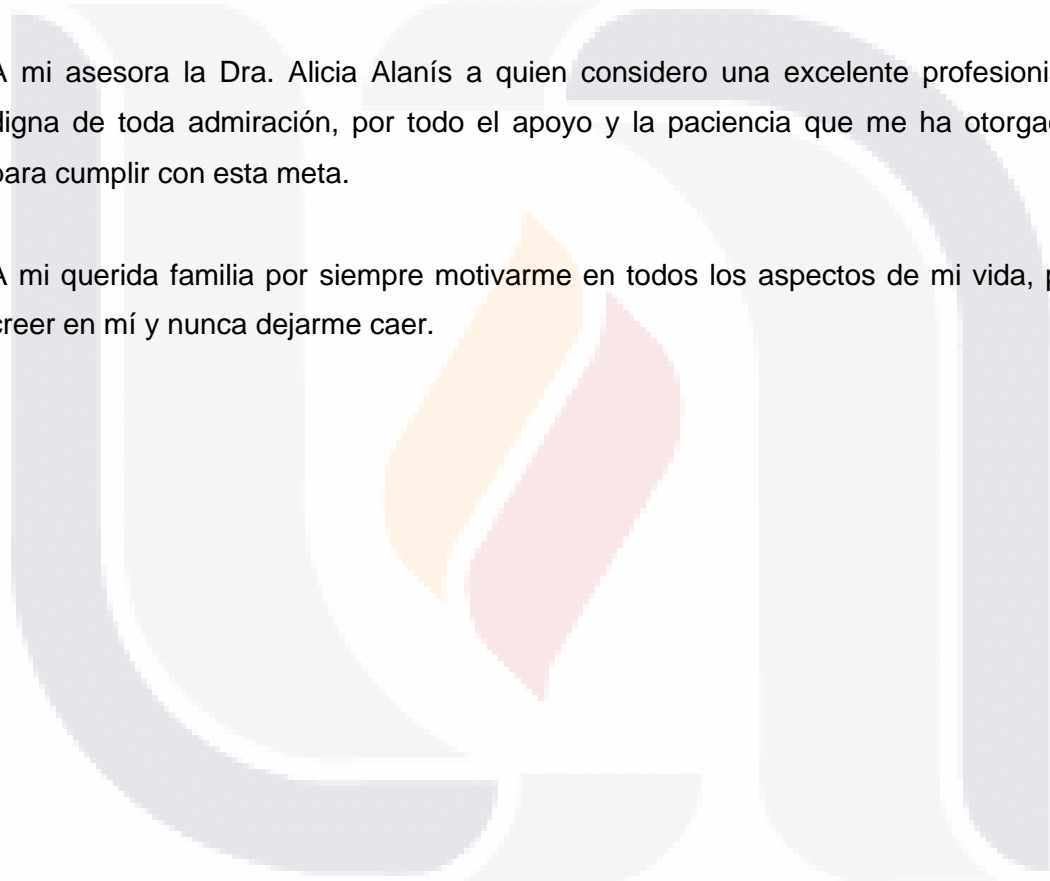 A mi asesora la Dra. Alicia Alanís a quien considero una excelente profesionis
digna de toda admiración, por todo el apoyo y la paciencia que me ha otorgad
para cumplir con esta meta.
A mi querida familia por siempre motivarme en todos los aspectos de mi vida, p
creer en mí y nunca dejarme caer.